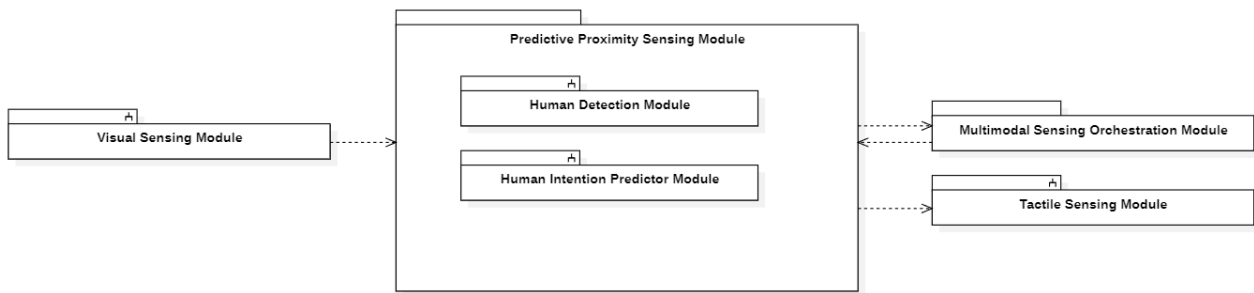 Predictive Proximity Sensing Module
Human Detection Module
Visual Sensing Module
Multimodal Sensing Orchestration Module
Human Intention Predictor Module
Tactile Sensing Module